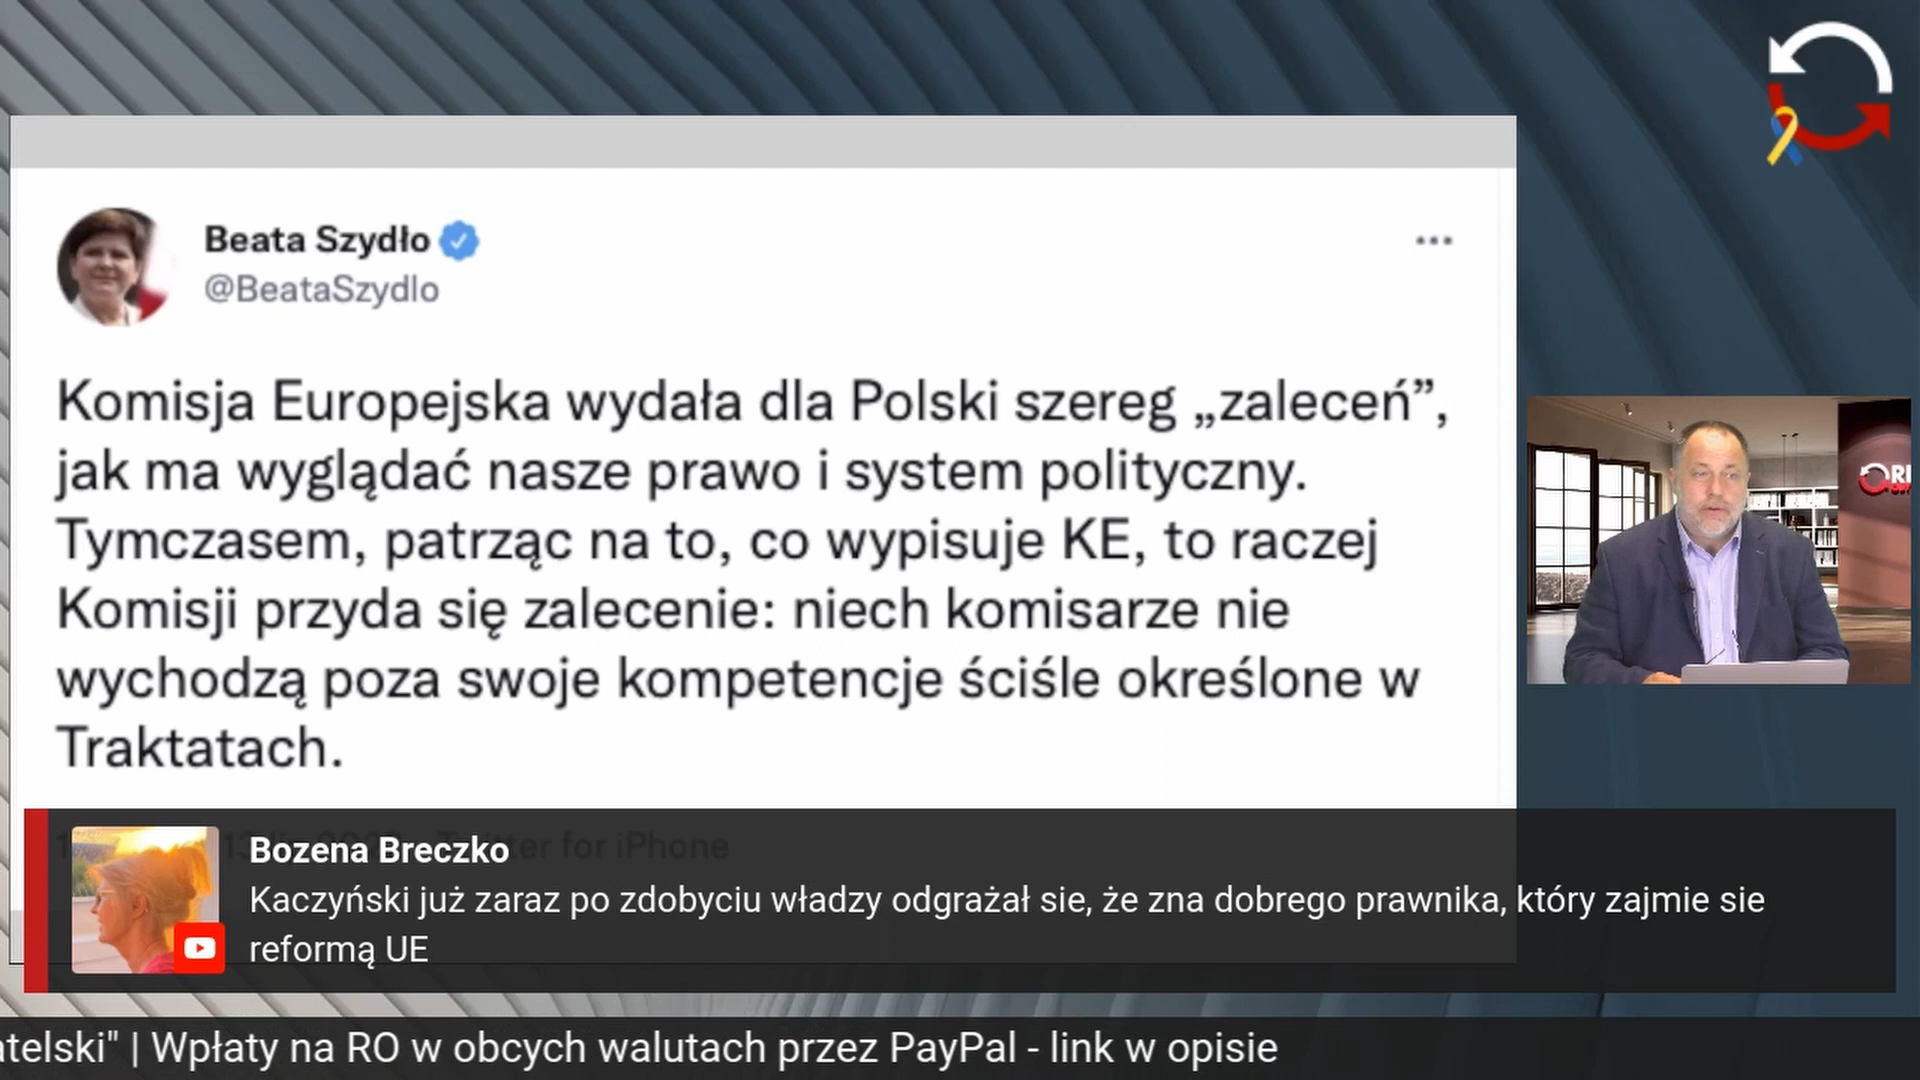 Beata Szydło
@BeataSzydlo
Komisja Europejska wydała dla Polski szereg „zaleceń”,
jak ma wyglądać nasze prawo i system polityczny.
Tymczasem, patrząc na to, co wypisuje KE, to raczej
Komisji przyda się zalecenie: niech komisarze nie
wychodzą poza swoje kompetencje ściśle określone w
Traktatach.
for iPhone
Bozena Breczko
Kaczyński już zaraz po zdobyciu władzy odgrażał sie, że zna dobrego prawnika, który zajmie sie
reformą UE
atelski" | Wpłaty na RO w obcych walutach przez PayPal - link w opisie